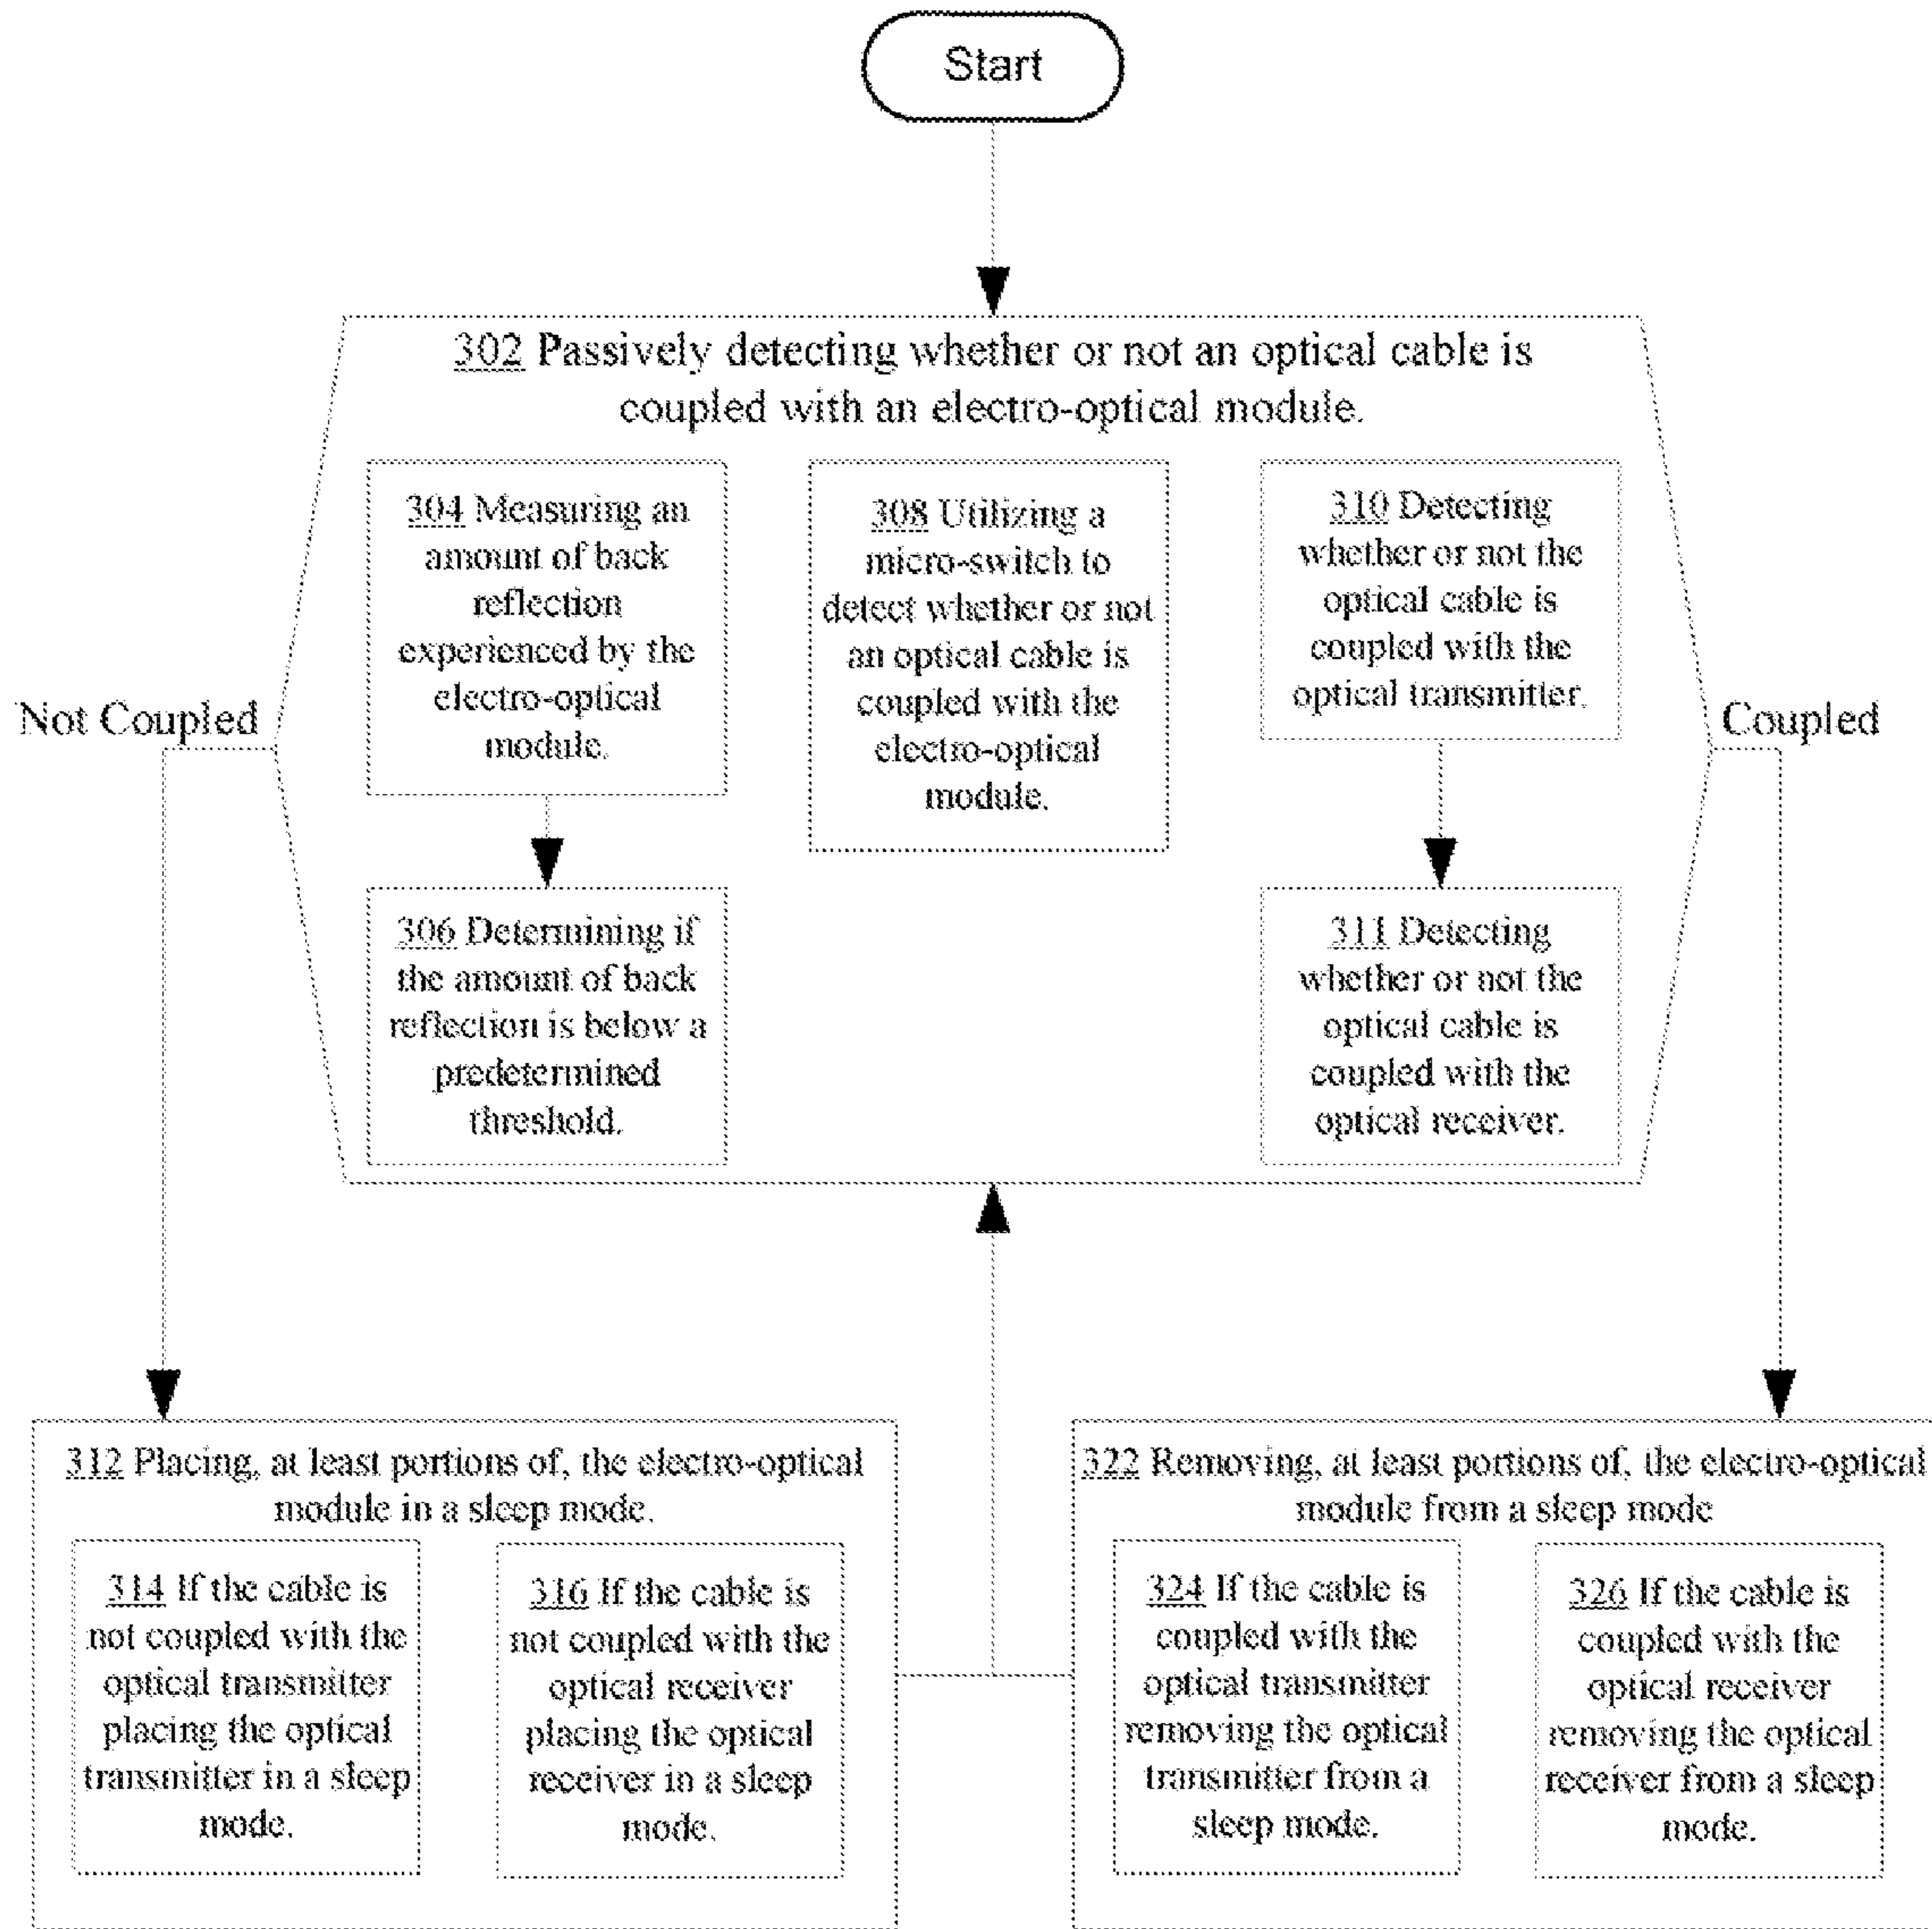 Start
302 Passively detecting whether or not an optical cable is
coupled with an electro-optical module.
304 Measuring an
amount of back
reflection
experienced by the
electro-optical
module.
308 Utilizing a
micro-switch to
detect whether or not
an optical cable is
coupled with the
electro-optical
module.
310 Detecting
whether or not the
optical cable is
coupled with the
optical transmitter.
Not Coupled
Coupled
306 Determining if
the amount of back
reflection is below a
predetermined
threshold.
311 Detecting
whether or not the
optical cable is
coupled with the
optical receiver.
312 Placing, at least portions of, the electro-optical
module in a sleep mode.
314 If the cable is
not coupled with the
optical transmitter
placing the optical
transmitter in a sleep
mode.
316 If the cable is
not coupled with the
optical receiver
placing the optical
receiver in a sleep
mode.
322 Removing, at least portions of, the electro-optical
module from a sleep mode
324 If the cable is
coupled with the
optical transmitter
removing the optical
transmitter from a
sleep mode.
326 If the cable is
coupled with the
optical receiver
removing the optical
receiver from a sleep
mode.